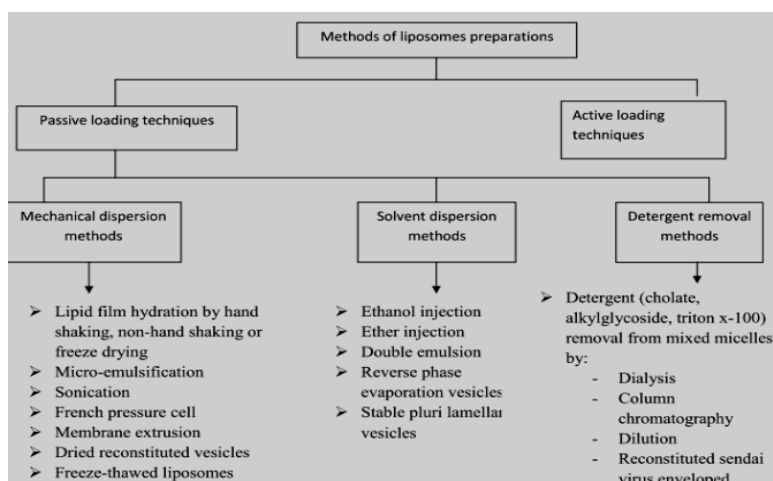 Methods of liposomes preparations
Passive loading techniques
Active loading
techniques
Mechanical dispersion
methods
Solvent dispersion
methods
Detergent removal
methods
➤ Lipid film hydration by hand
shaking, non-hand shaking or
freeze drying
➤ Micro-emulsification
➤ Sonication
➤ French pressure cell
➤ Membrane extrusion
➤ Dried reconstituted vesicles
➤ Freeze-thawed liposomes
➤ Ethanol injection
➤ Ether injection
➤ Double emulsion
➤ Reverse phase
evaporation vesicles
➤ Stable pluri lamellar
vesicles
➤ Detergent (cholate,
alkylglycoside, triton x-100)
removal from mixed micelles
by:
- Dialysis
- Column
chromatography
- Dilution
- Reconstituted sendai
virus enveloped